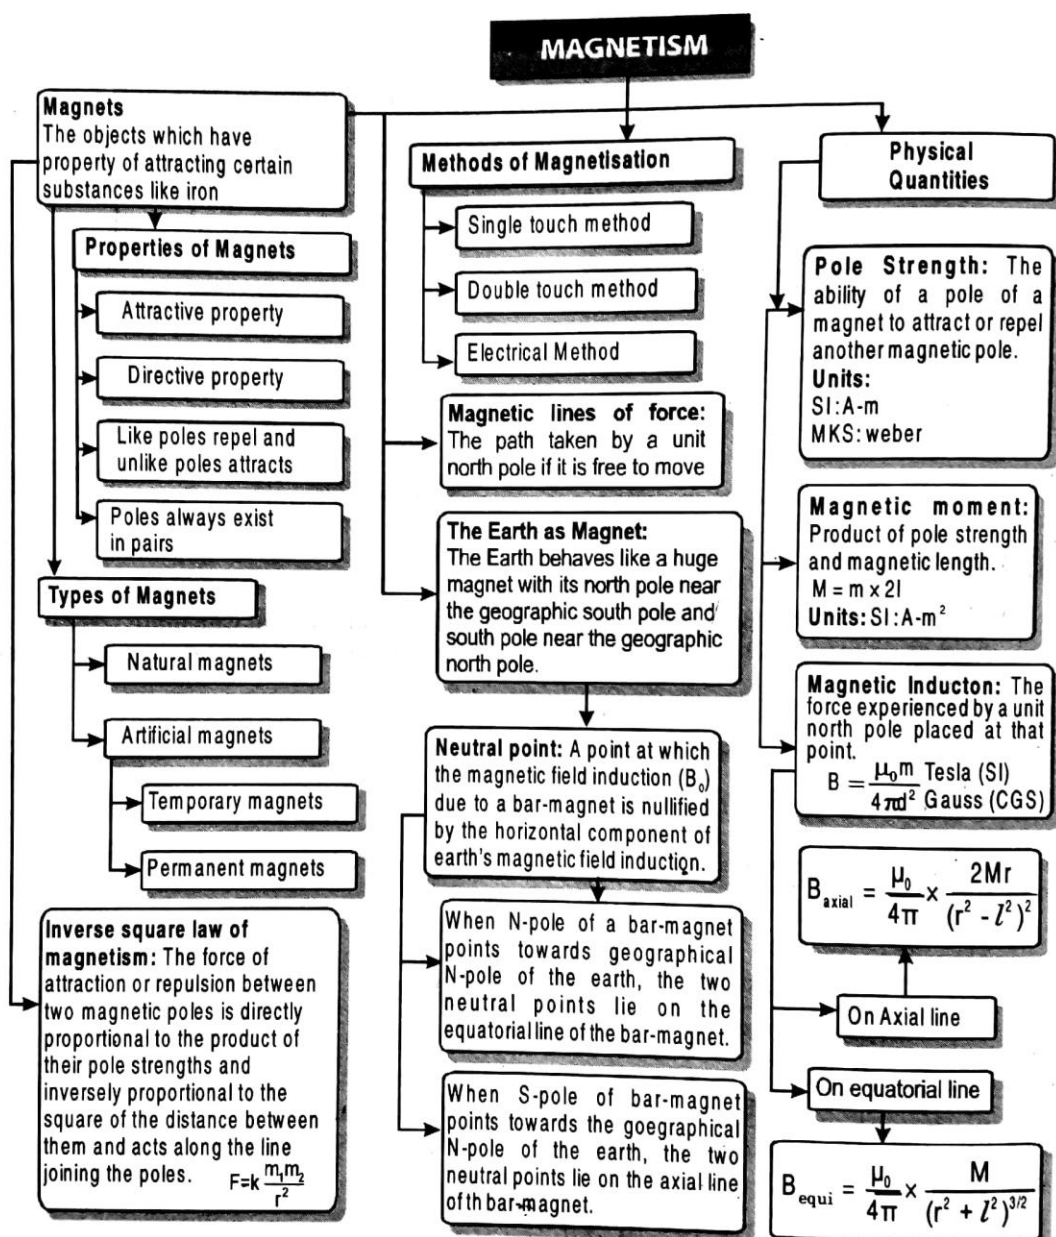 MAGNETISM
Magnets
The objects which have
property of attracting certain
substances like iron
Properties of Magnets
Attractive property
Directive property
Like poles repel and
unlike poles attracts
Poles always exist
in pairs
Types of Magnets
Natural magnets
Artificial magnets
Temporary magnets
Permanent magnets
Inverse square law of
magnetism: The force of
attraction or repulsion between
two magnetic poles is directly
proportional to the product of
their pole strengths and
inversely proportional to the
square of the distance between
them and acts along the line
joining the poles. F=k m₁m₂/r²
Methods of Magnetisation
Single touch method
Double touch method
Electrical Method
Magnetic lines of force:
The path taken by a unit
north pole if it is free to move
The Earth as Magnet:
The Earth behaves like a huge
magnet with its north pole near
the geographic south pole and
south pole near the geographic
north pole.
Neutral point: A point at which
the magnetic field induction (B₀)
due to a bar-magnet is nullified
by the horizontal component of
earth's magnetic field induction.
When N-pole of a bar-magnet
points towards geographical
N-pole of the earth, the two
neutral points lie on the
equatorial line of the bar-magnet.
When S-pole of bar-magnet
points towards the goegraphical
N-pole of the earth, the two
neutral points lie on the axial line
of th bar-magnet.
Physical
Quantities
Pole Strength: The
ability of a pole of a
magnet to attract or repel
another magnetic pole.
Units:
SI:A-m
MKS: weber
Magnetic moment:
Product of pole strength
and magnetic length.
M = m x 2l
Units: SI:A-m²
Magnetic Inducton: The
force experienced by a unit
north pole placed at that
point.
B = μ₀m/4πd² Tesla (SI)
Gauss (CGS)
B axial = μ₀/4π × 2Mr/(r² - l²)²
On Axial line
On equatorial line
B equi = μ₀/4π × M/(r² + l²)^3/2